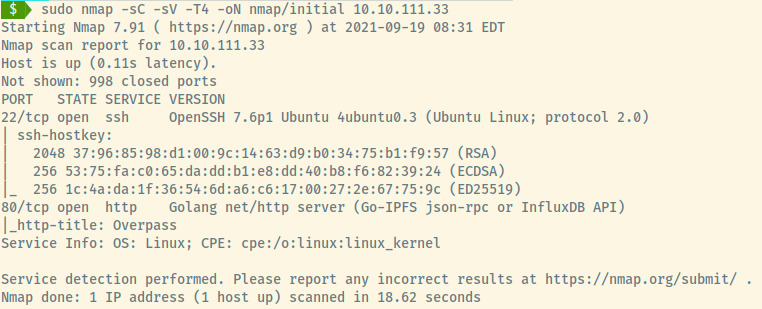 $ sudo nmap -sC -sV -T4 -oN nmap/initial 10.10.111.33
Starting Nmap 7.91 ( https://nmap.org ) at 2021-09-19 08:31 EDT
Nmap scan report for 10.10.111.33
Host is up (0.11s latency).
Not shown: 998 closed ports
PORT   STATE SERVICE VERSION
22/tcp open  ssh     OpenSSH 7.6p1 Ubuntu 4ubuntu0.3 (Ubuntu Linux; protocol 2.0)
| ssh-hostkey:
|   2048 37:96:85:98:d1:00:9c:14:63:d9:b0:34:75:b1:f9:57 (RSA)
|   256 53:75:fa:c0:65:da:dd:b1:e8:dd:40:b8:f6:82:39:24 (ECDSA)
|_  256 1c:4a:da:1f:36:54:6d:a6:c6:17:00:27:2e:67:75:9c (ED25519)
80/tcp open  http    Golang net/http server (Go-IPFS json-rpc or InfluxDB API)
|_http-title: Overpass
Service Info: OS: Linux; CPE: cpe:/o:linux:linux_kernel
Service detection performed. Please report any incorrect results at https://nmap.org/submit/ .
Nmap done: 1 IP address (1 host up) scanned in 18.62 seconds